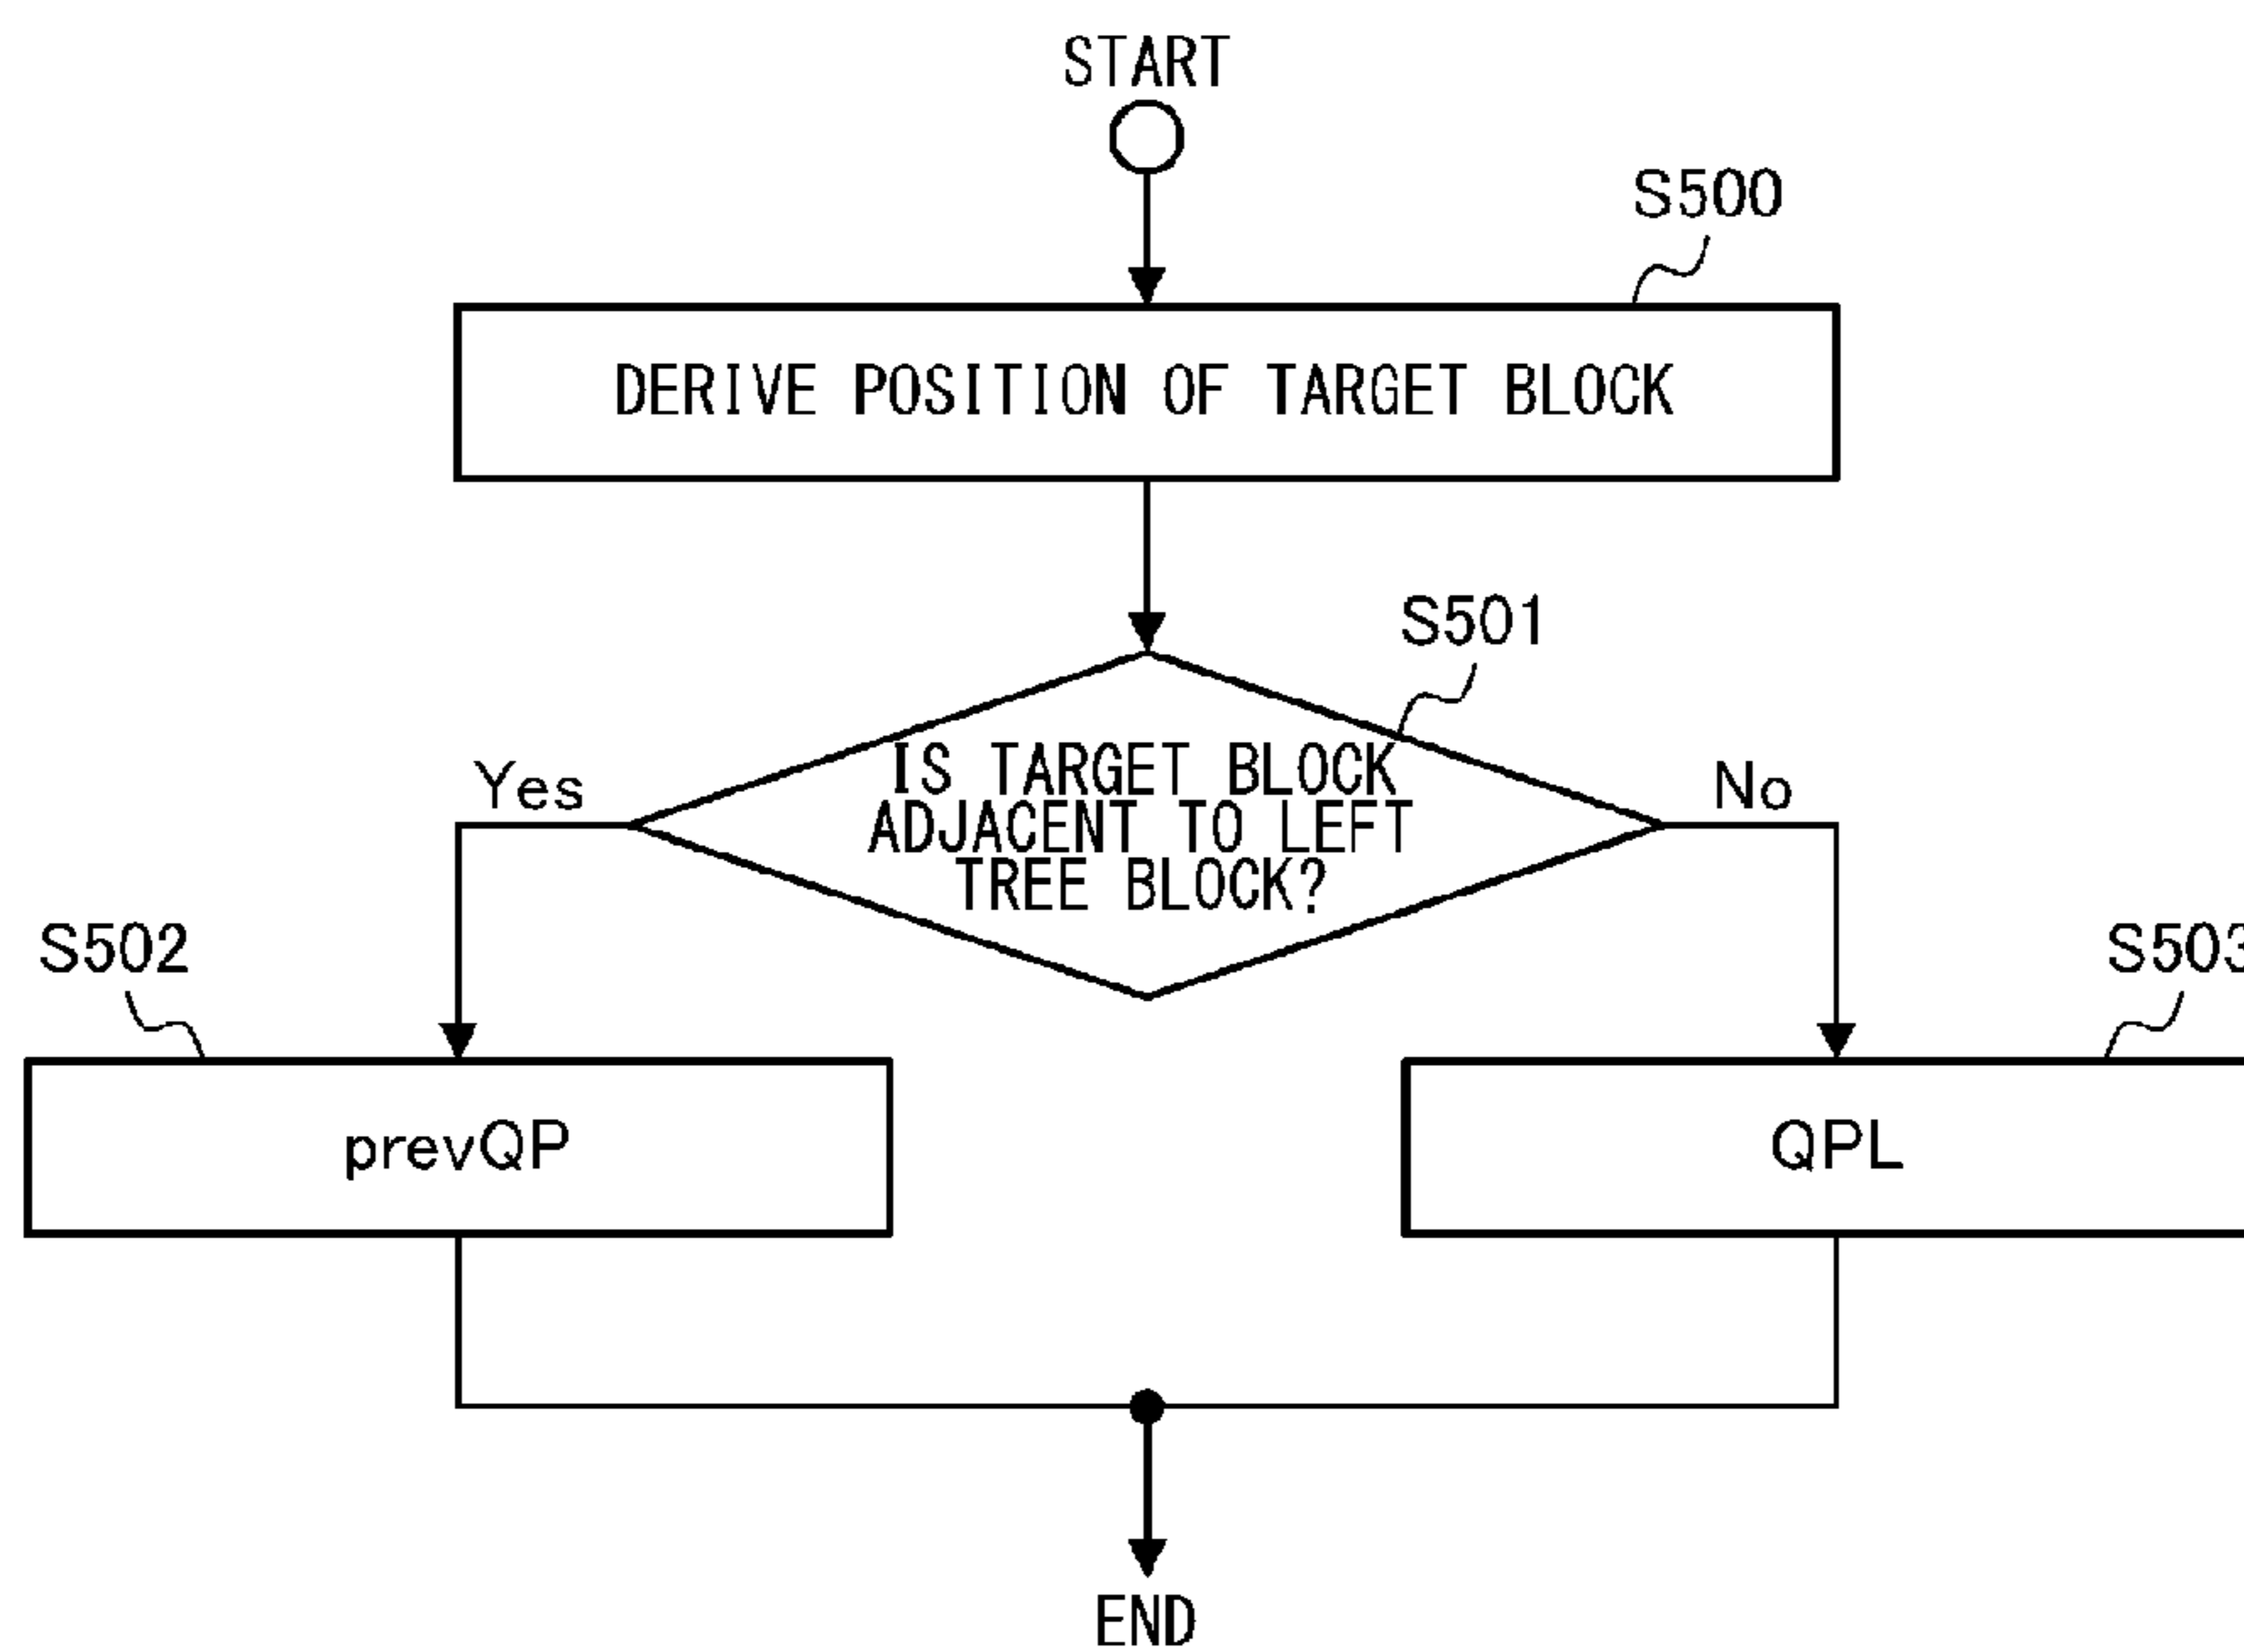 START
S500
DERIVE POSITION OF TARGET BLOCK
S501
IS TARGET BLOCK
ADJACENT TO LEFT
TREE BLOCK?
Yes
No
S502
S503
prevQP
QPL
END